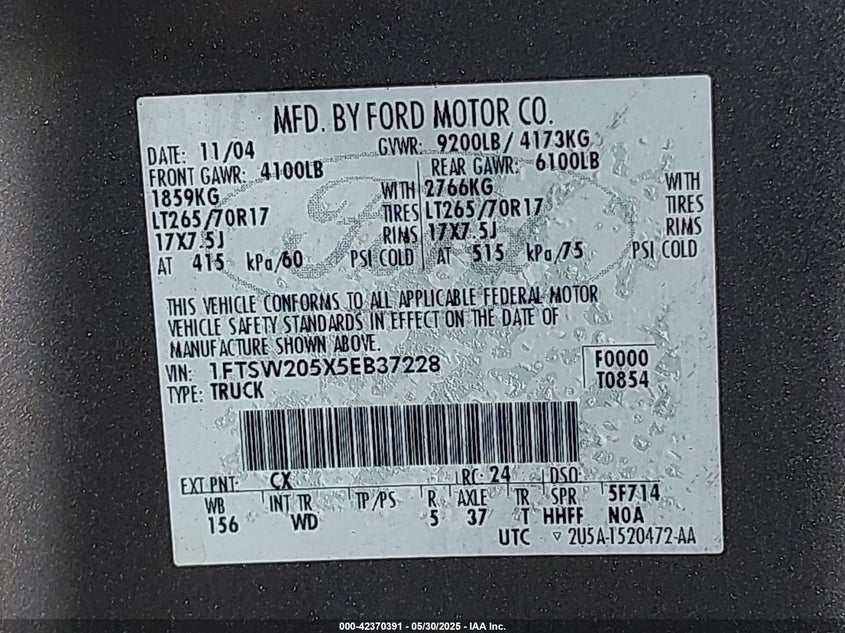 MFD. BY FORD MOTOR CO.
DATE: 11/04 GVWR: 9200LB/ 4173KG
FRONT GAWR: 4100LB REAR GAWR: 6100LB
1859KG WITH 2766KG WITH
LT265/70R17 TIRES LT265/70R17 TIRES
17X7.5J RIMS 17X7.5J RIMS
AT 415 kPa/60 PSI COLD AT 515 kPa/75 PSI COLD
THIS VEHICLE CONFORMS TO ALL APPLICABLE FEDERAL MOTOR
VEHICLE SAFETY STANDARDS IN EFFECT ON THE DATE OF
MANUFACTURE SHOWN ABOVE.
VIN: 1FTSW205X5EB37228 F0000
TYPE: TRUCK T0854
EXT PNT: CX RC: 24 DSO:
WB INT TR TP/PS R AXLE TR SPR 5F714
156 WD 5 37 T HHFF N0A
UTC ▽ 2U5A-1520472-AA
Ford
000-42370391 - 05/30/2025 - IAA Inc.